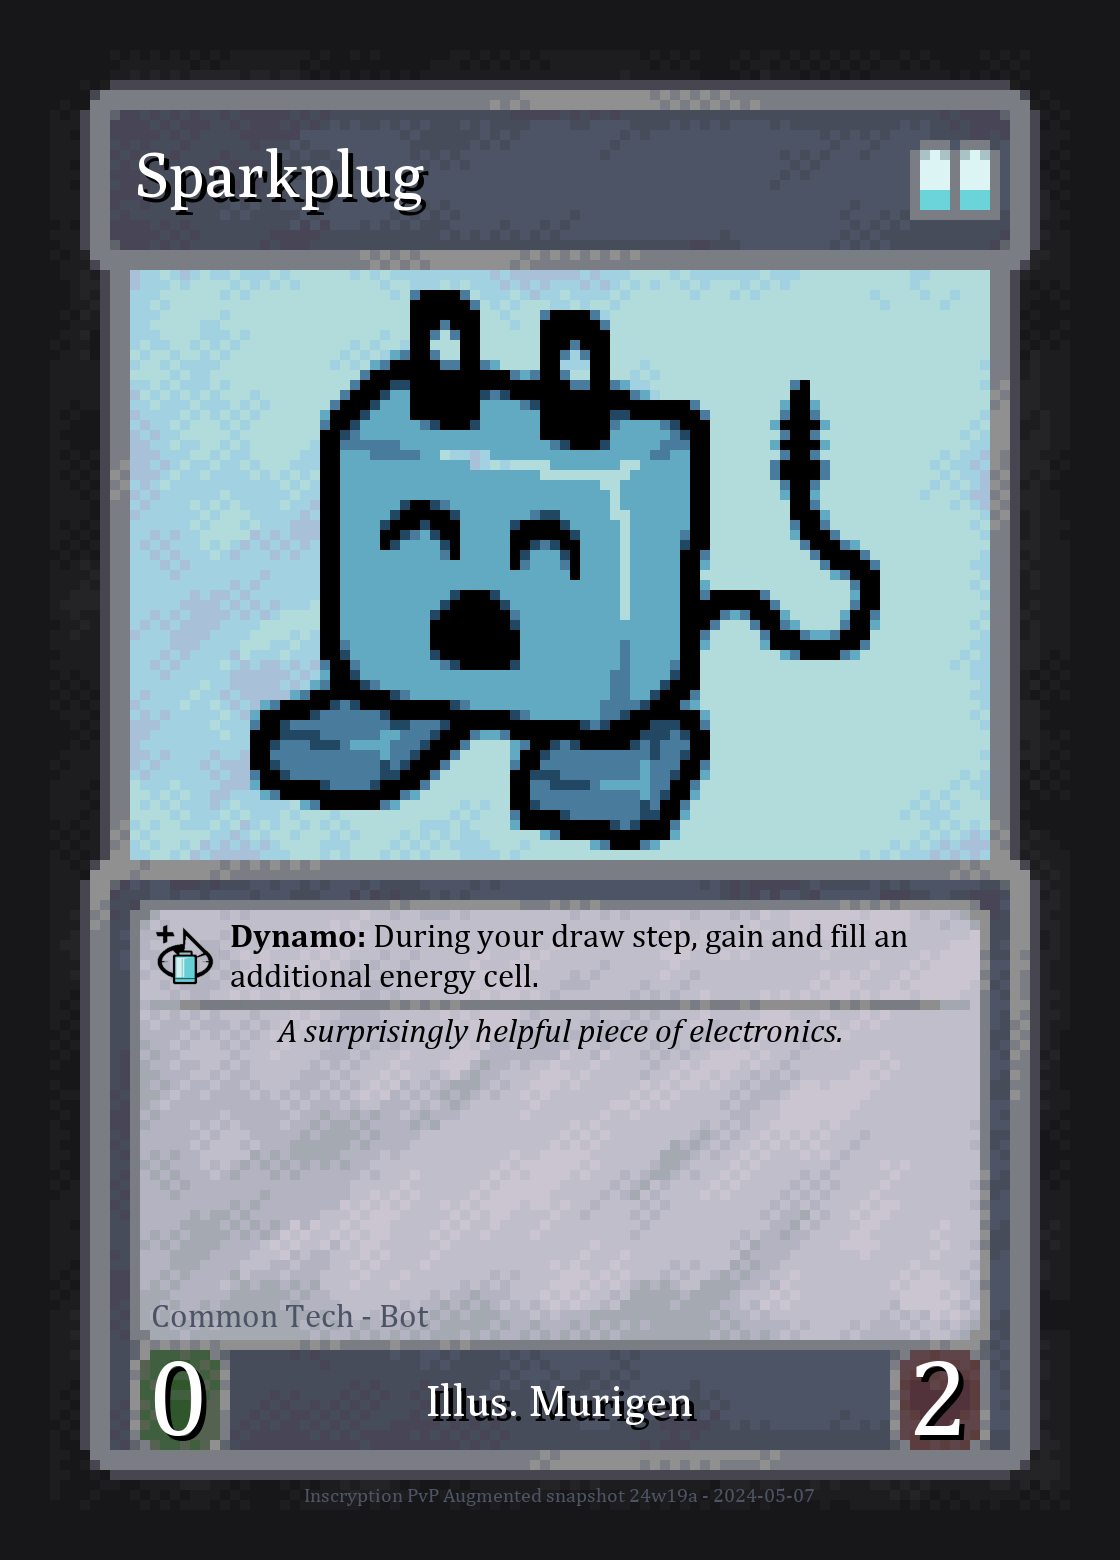 Sparkplug
Dynamo: During your draw step, gain and fill an
additional energy cell.
A surprisingly helpful piece of electronics.
Common Tech - Bot
0
Illus. Murigen
2
Inscryption PvP Augmented snapshot 24w19a - 2024-05-07